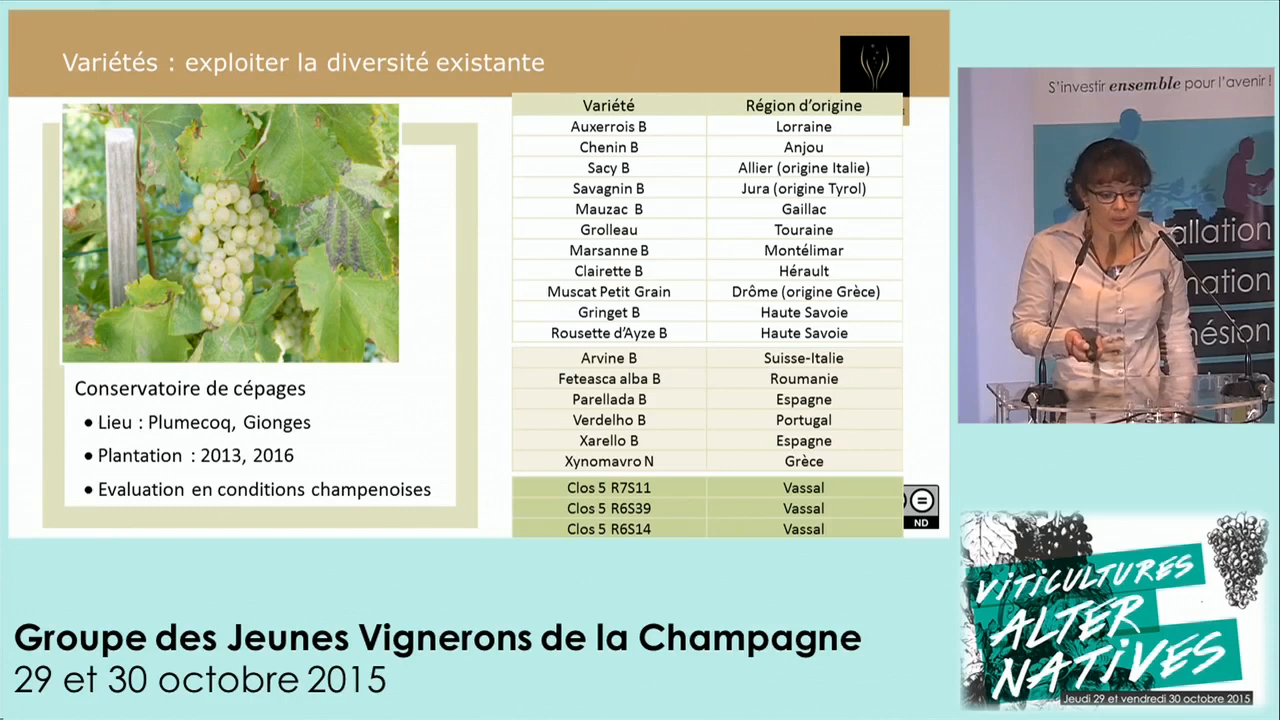 Variétés : exploiter la diversité existante
Variété Région d'origine
Auxerrois B Lorraine
Chenin B Anjou
Sacy B Allier (origine Italie)
Savagnin B Jura (origine Tyrol)
Mauzac B Gaillac
Grolleau Touraine
Marsanne B Montélimar
Clairette B Hérault
Muscat Petit Grain Drôme (origine Grèce)
Gringet B Haute Savoie
Rousette d'Ayze B Haute Savoie
Arvine B Suisse-Italie
Feteasca alba B Roumanie
Parellada B Espagne
Verdelho B Portugal
Xarello B Espagne
Xynomavro N Grèce
Clos 5 R7S11 Vassal
Clos 5 R6S39 Vassal
Clos 5 R6S14 Vassal
Conservatoire de cépages
• Lieu : Plumecoq, Gionges
• Plantation : 2013, 2016
• Evaluation en conditions champenoises
ND
S'investir ensemble pour l'avenir !
tallation
mation
hésion
Groupe des Jeunes Vignerons de la Champagne
29 et 30 octobre 2015
VITICULTURES
ALTER
NATIVES
Jeudi 29 et vendredi 30 octobre 2015